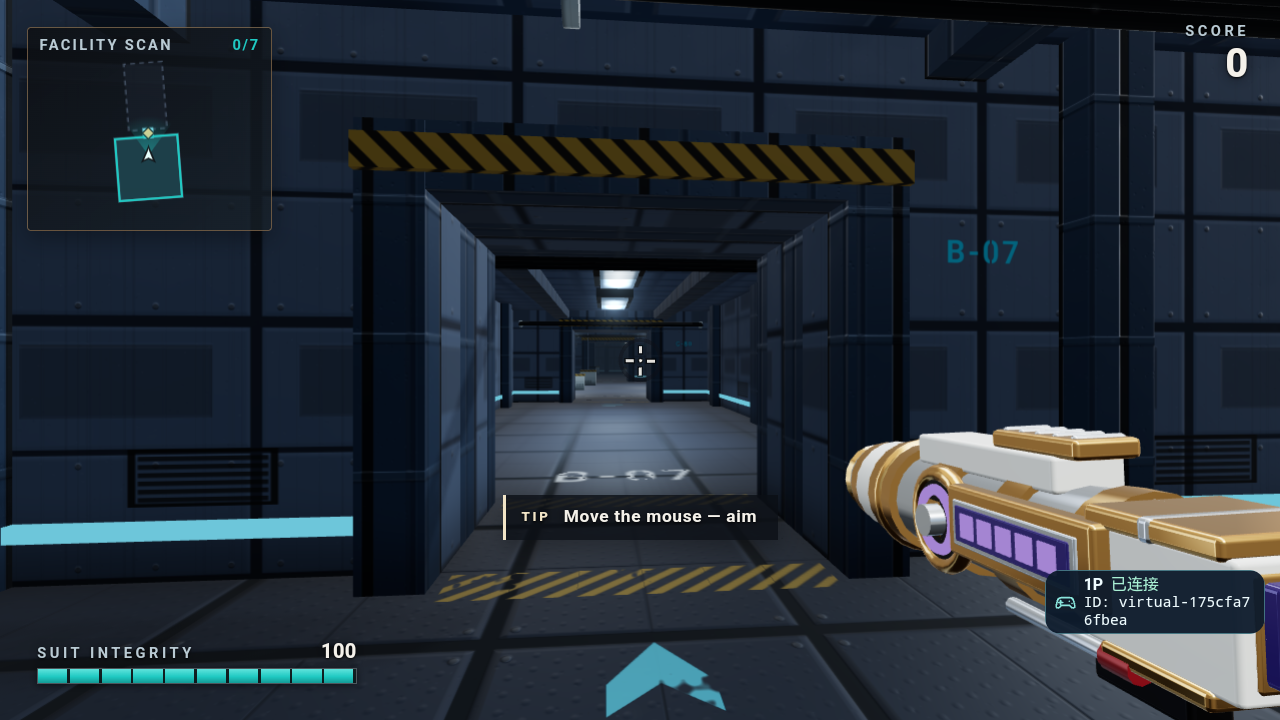 FACILITY SCAN 0/7
SCORE
0
B-07
B-07
TIP Move the mouse — aim
1P 已连接
ID: virtual-175cfa7
6fbea
SUIT INTEGRITY 100